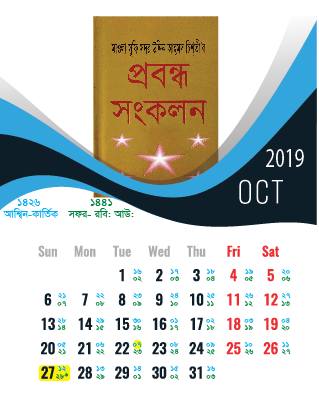 মাওলা সুফি সদর উদ্দিন আহমদ চিশতী'র
প্রবন্ধ
সংকলন
2019
OCT
১৪২৬ ১৪৪১
আশ্বিন-কার্তিক সফর- রবি: আউ:
Sun Mon Tue Wed Thu Fri Sat
1 ১৬ ০২ 2 ১৭ ০৩ 3 ১৮ ০৪ 4 ১৯ ০৫ 5 ২০ ০৬
6 ২১ ০৭ 7 ২২ ০৮ 8 ২৩ ০৯ 9 ২৪ ১০ 10 ২৫ ১১ 11 ২৬ ১২ 12 ২৭ ১৩
13 ২৮ ১৪ 14 ২৯ ১৫ 15 ৩০ ১৬ 16 ০১ ১৭ 17 ০২ ১৮ 18 ০৩ ১৯ 19 ০৪ ২০
20 ০৫ ২১ 21 ০৬ ২২ 22 ০৭ ২৩ 23 ০৮ ২৪ 24 ০৯ ২৫ 25 ১০ ২৬ 26 ১১ ২৭
27 ১২ ২৮* 28 ১৩ ২৯ 29 ১৪ ০১ 30 ১৫ ০২ 31 ১৬ ০৩